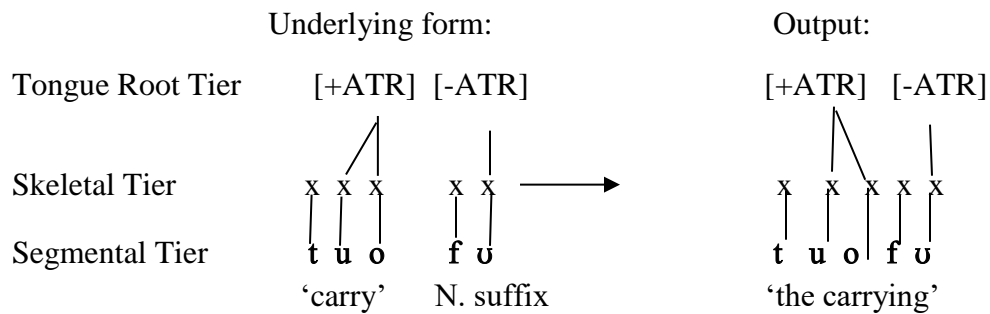 Underlying form: Output:
Tongue Root Tier [+ATR] [-ATR] [+ATR] [-ATR]
Skeletal Tier x x x x x x x x x x
Segmental Tier t u o f ʊ t u o f ʊ
‘carry’ N. suffix ‘the carrying’